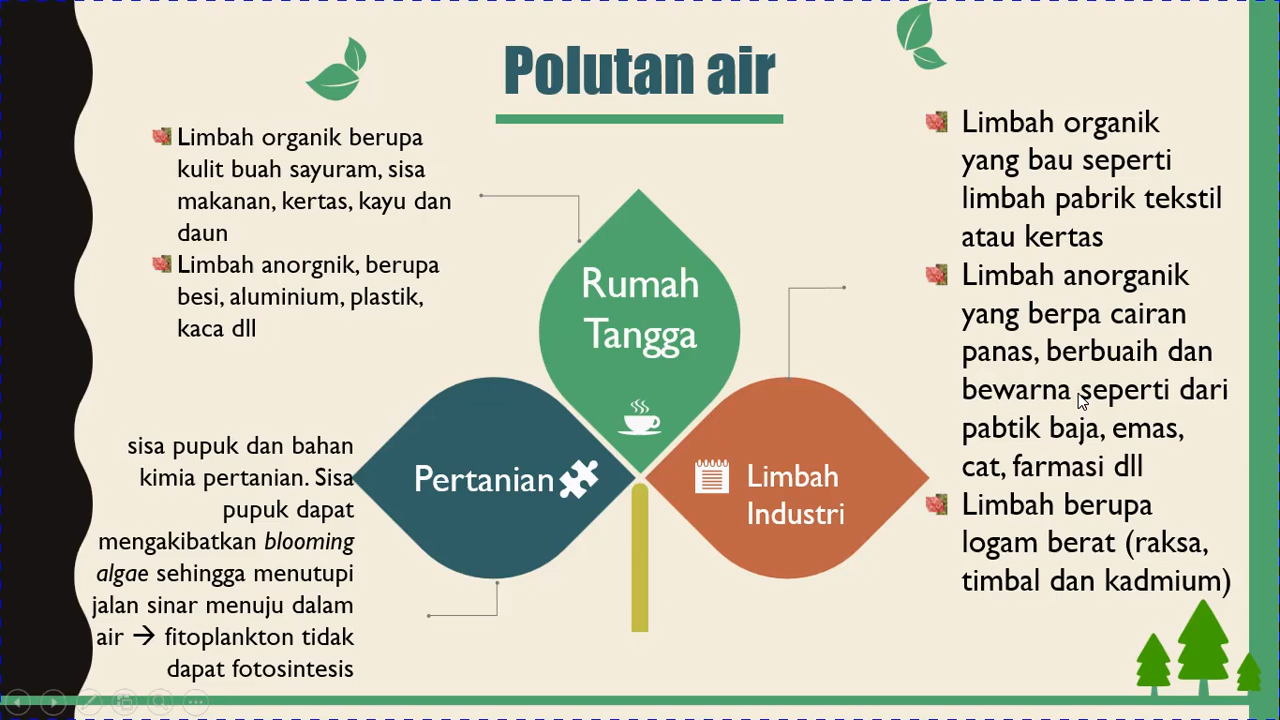 Polutan air
Limbah organik berupa
kulit buah sayuram, sisa
makanan, kertas, kayu dan
daun
Limbah anorgnik, berupa
besi, aluminium, plastik,
kaca dll
Rumah
Tangga
Pertanian
sisa pupuk dan bahan
kimia pertanian. Sisa
pupuk dapat
mengakibatkan blooming
algae sehingga menutupi
jalan sinar menuju dalam
air → fitoplankton tidak
dapat fotosintesis
Limbah
Industri
Limbah organik
yang bau seperti
limbah pabrik tekstil
atau kertas
Limbah anorganik
yang berpa cairan
panas, berbuaih dan
bewarna seperti dari
pabtik baja, emas,
cat, farmasi dll
Limbah berupa
logam berat (raksa,
timbal dan kadmium)